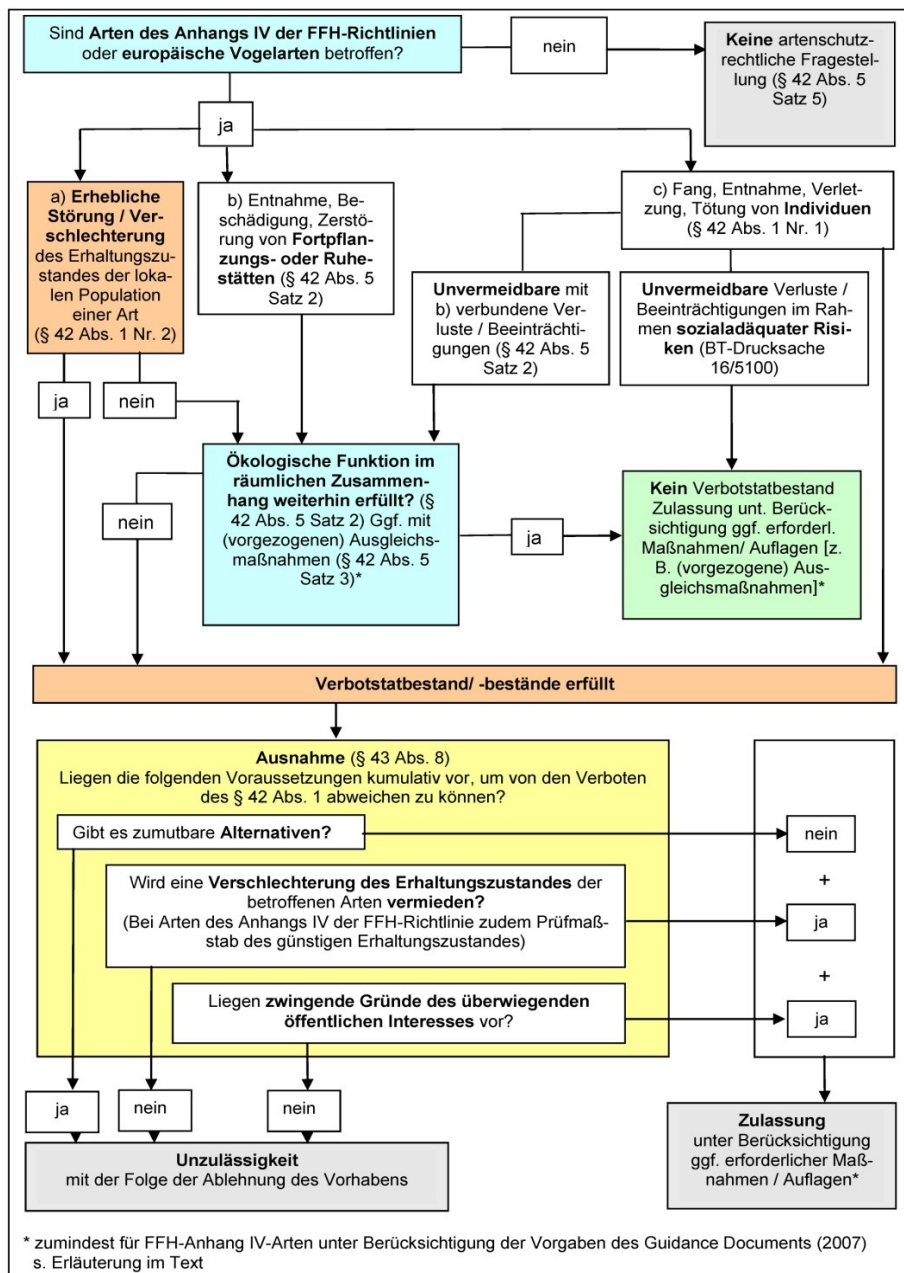 Sind Arten des Anhangs IV der FFH-Richtlinien
oder europäische Vogelarten betroffen?
nein
Keine artenschutz-
rechtliche Fragestel-
lung (§ 42 Abs. 5
Satz 5)
ja
a) Erhebliche
Störung / Ver-
schlechterung
des Erhaltungszu-
standes der loka-
len Population
einer Art
(§ 42 Abs. 1 Nr. 2)
b) Entnahme, Be-
schädigung, Zerstö-
rung von Fortpflan-
zungs- oder Ruhe-
stätten (§ 42 Abs. 5
Satz 2)
c) Fang, Entnahme, Verlet-
zung, Tötung von Individuen
(§ 42 Abs. 1 Nr. 1)
Unvermeidbare mit
b) verbundene Ver-
luste / Beeinträchti-
gungen (§ 42 Abs. 5
Satz 2)
Unvermeidbare Verluste /
Beeinträchtigungen im Rah-
men sozialadäquater Risi-
ken (BT-Drucksache
16/5100)
ja
nein
Ökologische Funktion im
räumlichen Zusammen-
hang weiterhin erfüllt? (§
42 Abs. 5 Satz 2) Ggf. mit
(vorgezogenen) Ausgleichs-
maßnahmen (§ 42 Abs. 5
Satz 3)*
nein
ja
Kein Verbotstatbestand
Zulassung unt. Berück-
sichtigung ggf. erforderl.
Maßnahmen/ Auflagen [z.
B. (vorgezogene) Aus-
gleichsmaßnahmen]*
Verbotstatbestand/ -bestände erfüllt
Ausnahme (§ 43 Abs. 8)
Liegen die folgenden Voraussetzungen kumulativ vor, um von den Verboten
des § 42 Abs. 1 abweichen zu können?
Gibt es zumutbare Alternativen?
nein
+
Wird eine Verschlechterung des Erhaltungszustandes der
betroffenen Arten vermieden?
(Bei Arten des Anhangs IV der FFH-Richtlinie zudem Prüfmaß-
stab des günstigen Erhaltungszustandes)
ja
+
Liegen zwingende Gründe des überwiegenden
öffentlichen Interesses vor?
ja
ja
nein
nein
Unzulässigkeit
mit der Folge der Ablehnung des Vorhabens
Zulassung
unter Berücksichtigung
ggf. erforderlicher Maß-
nahmen / Auflagen*
* zumindest für FFH-Anhang IV-Arten unter Berücksichtigung der Vorgaben des Guidance Documents (2007)
s. Erläuterung im Text